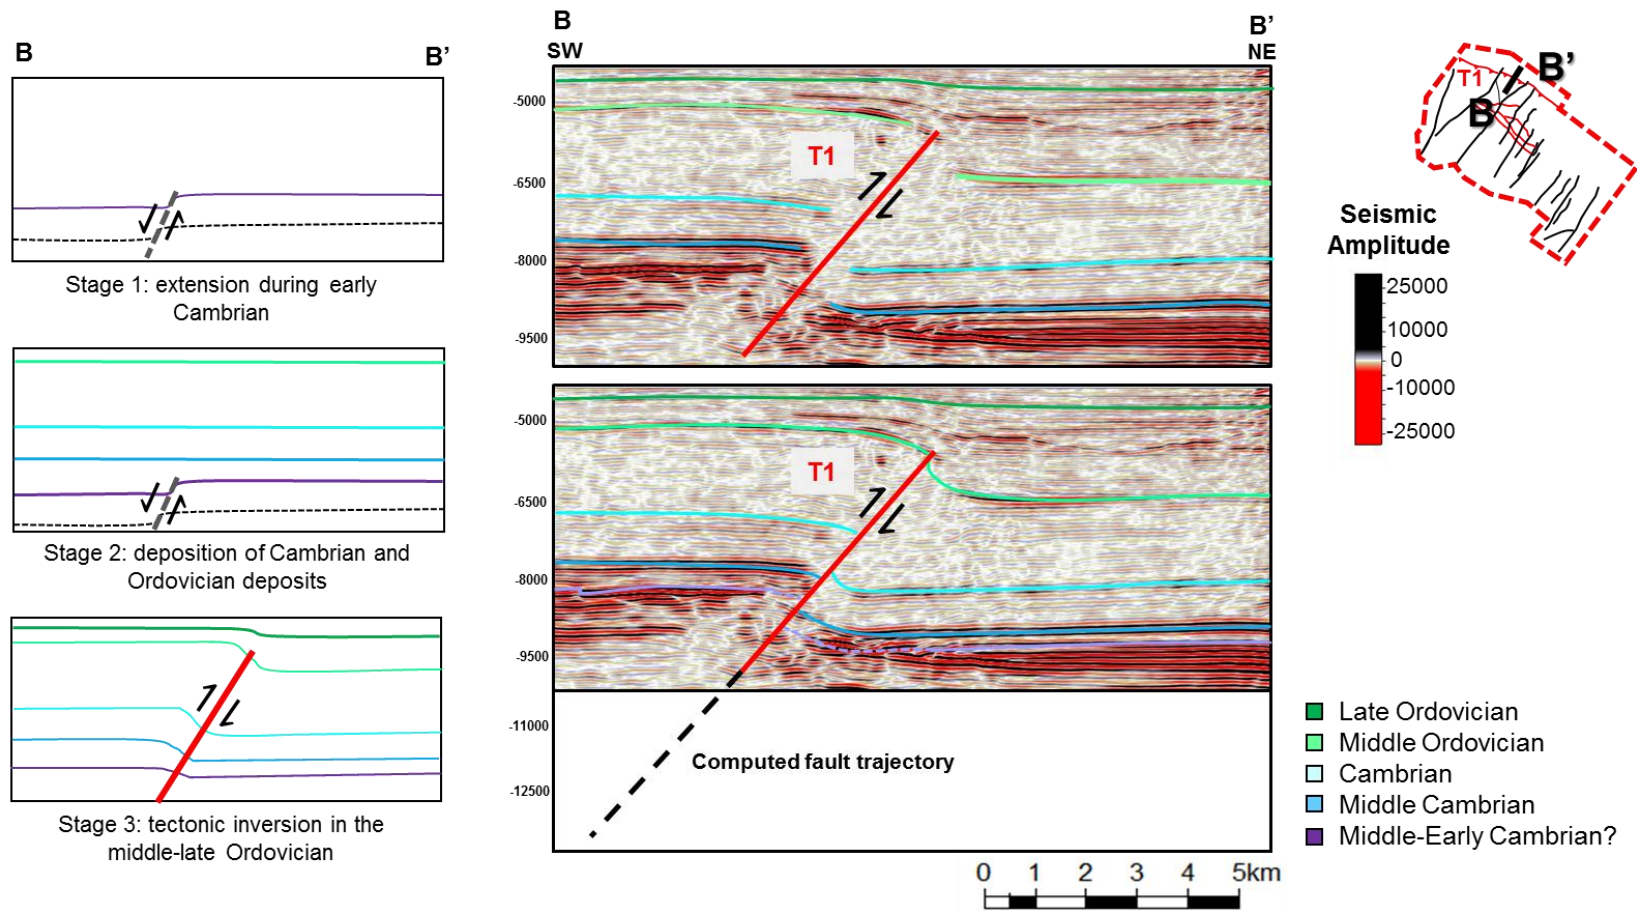 B
B’
Stage 1: extension during early
Cambrian
Stage 2: deposition of Cambrian and
Ordovician deposits
Stage 3: tectonic inversion in the
middle-late Ordovician
B
SW
B’
NE
-5000
-6500
-8000
-9500
T1
-5000
-6500
-8000
-9500
-11000
-12500
T1
Computed fault trajectory
0 1 2 3 4 5km
T1
B’
B
Seismic
Amplitude
25000
10000
0
-10000
-25000
Late Ordovician
Middle Ordovician
Cambrian
Middle Cambrian
Middle-Early Cambrian?